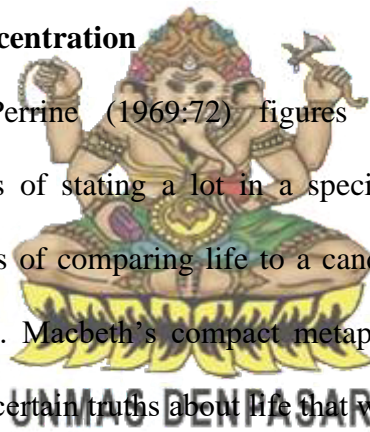 centration
Perrine (1969:72) figures
s of stating a lot in a speci
s of comparing life to a canc
. Macbeth's compact metap
UNMAS DENPASAR
certain truths about life that w